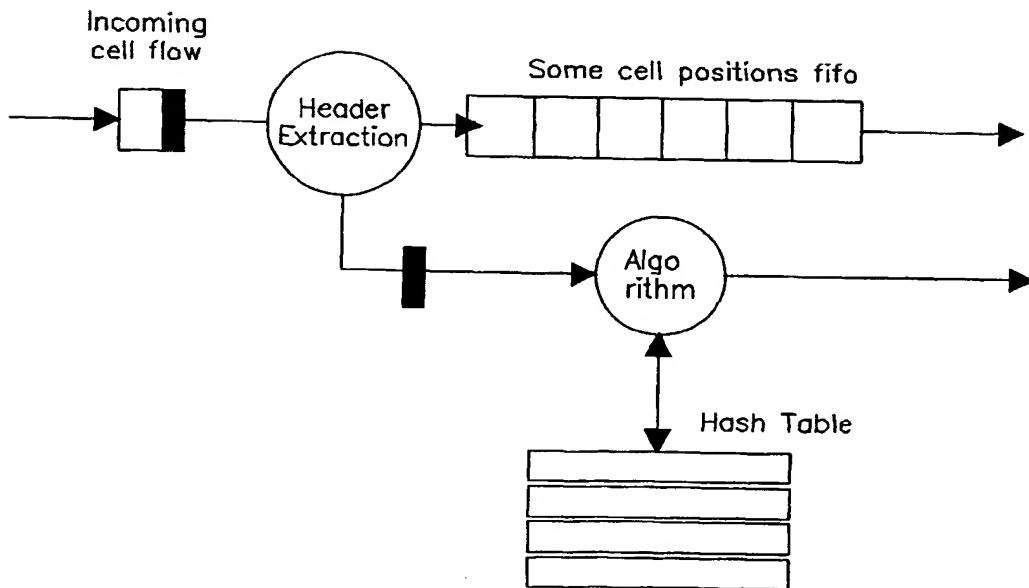 Incoming
cell flow
Some cell positions fifo
Header
Extraction
Algo
rithm
Hash Table